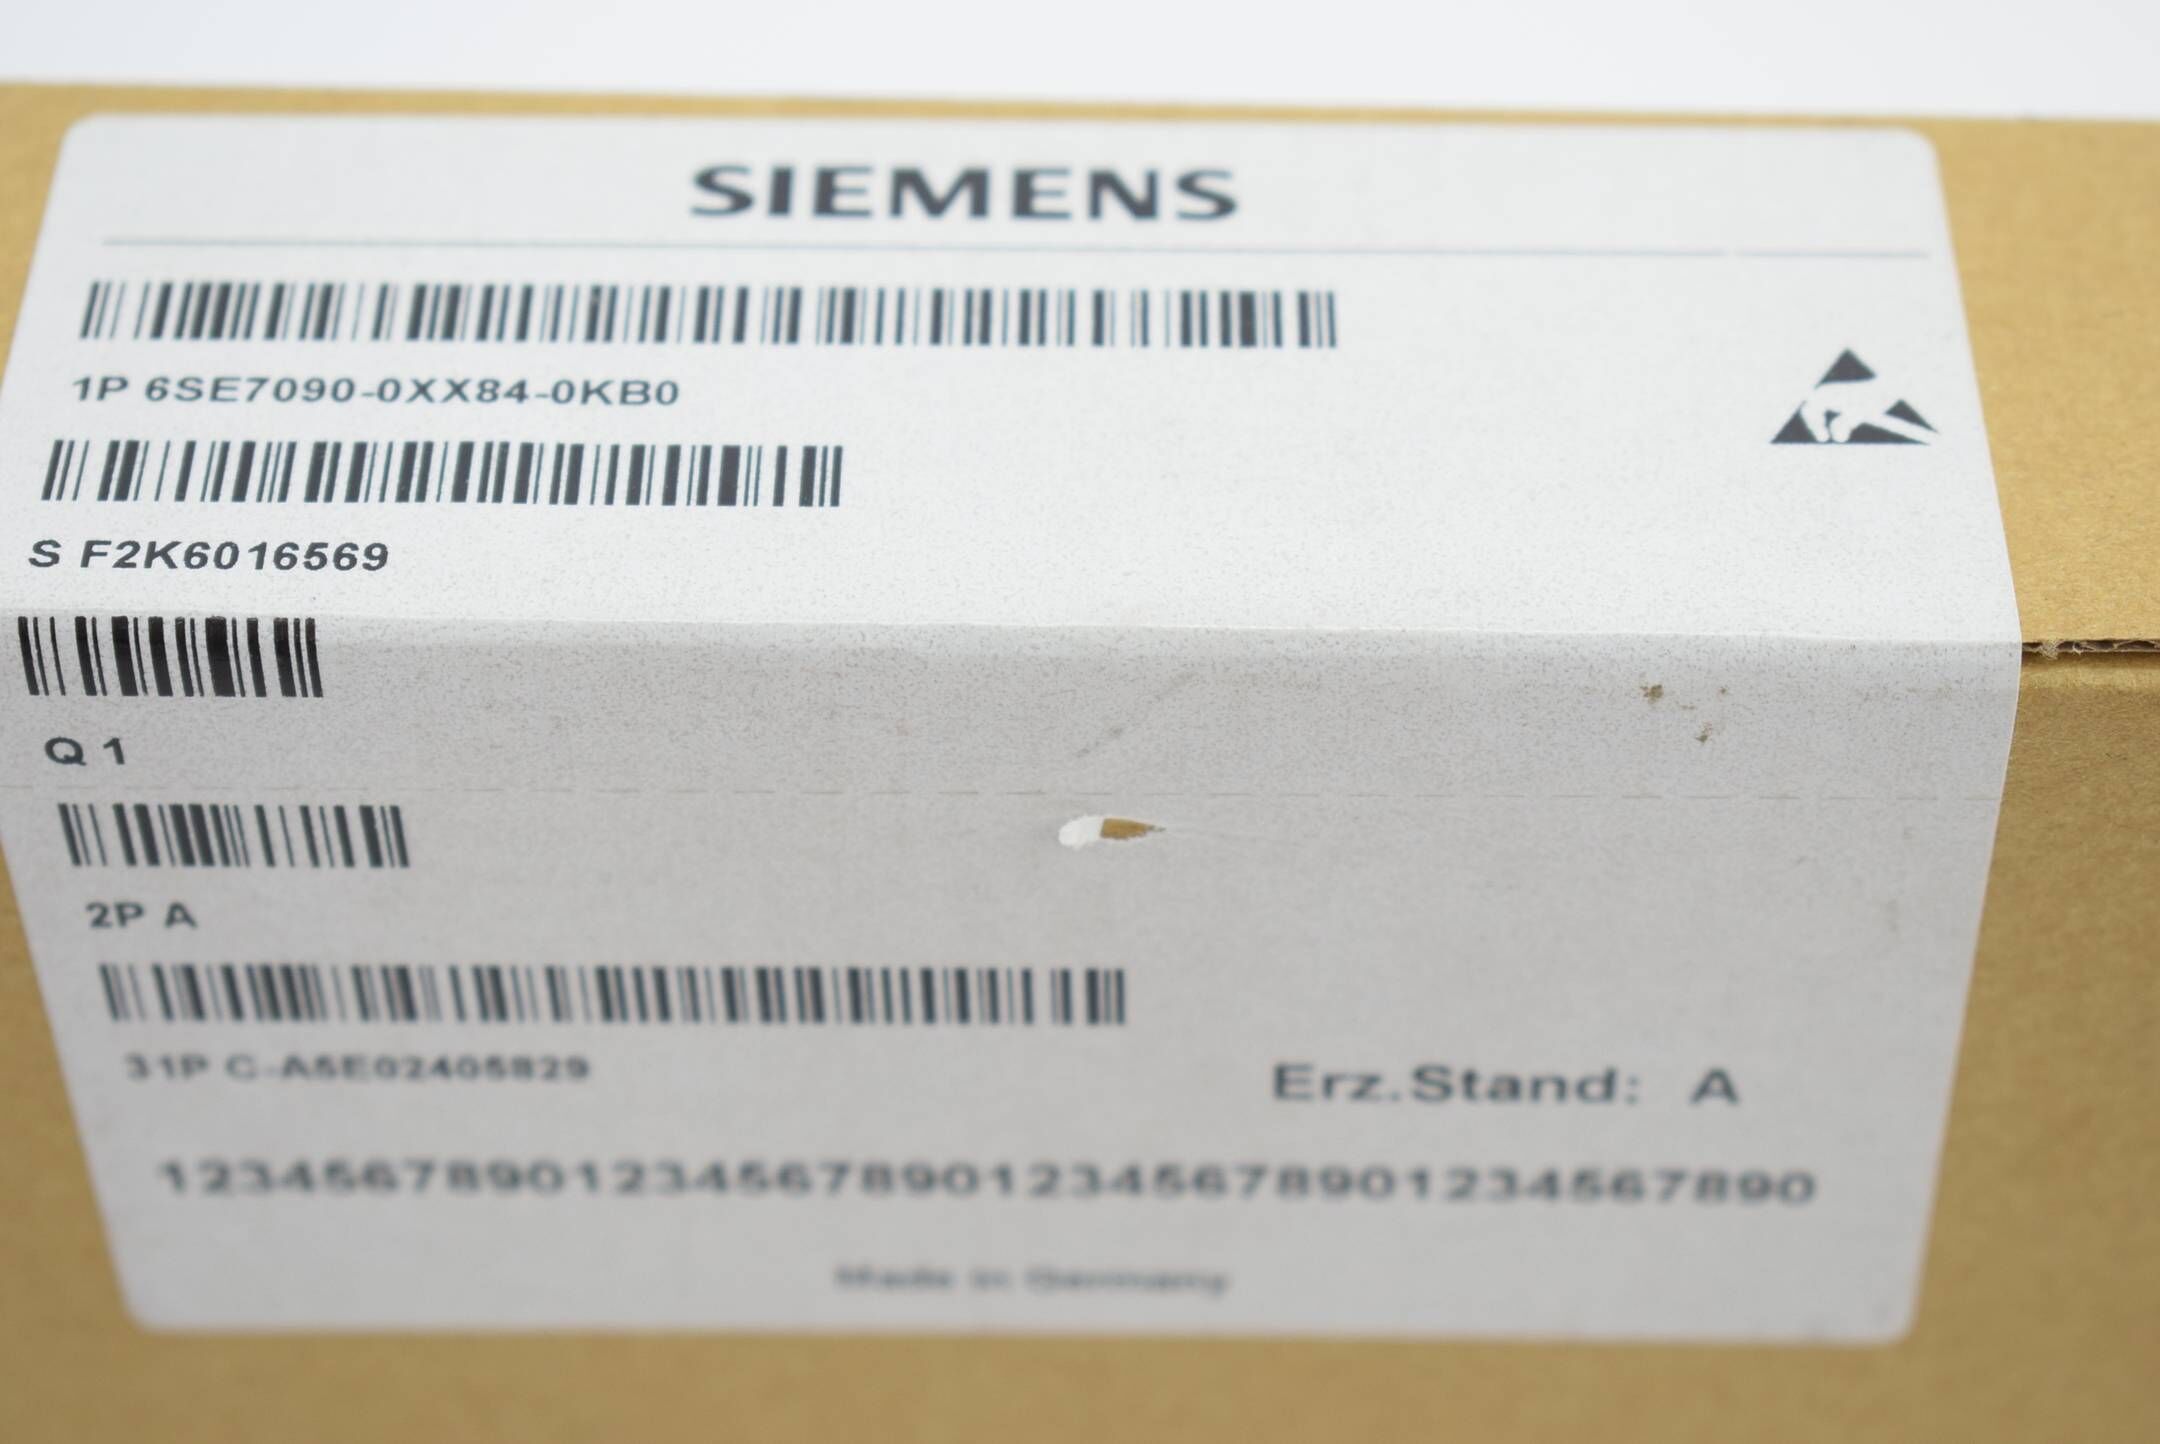 SIEMENS
1P 6SE7090-0XX84-0KB0
S F2K6016569
Q 1
2P A
31P C-A5E02405829
Erz.Stand: A
1234567890123456789012345678901234567890
Made in Germany